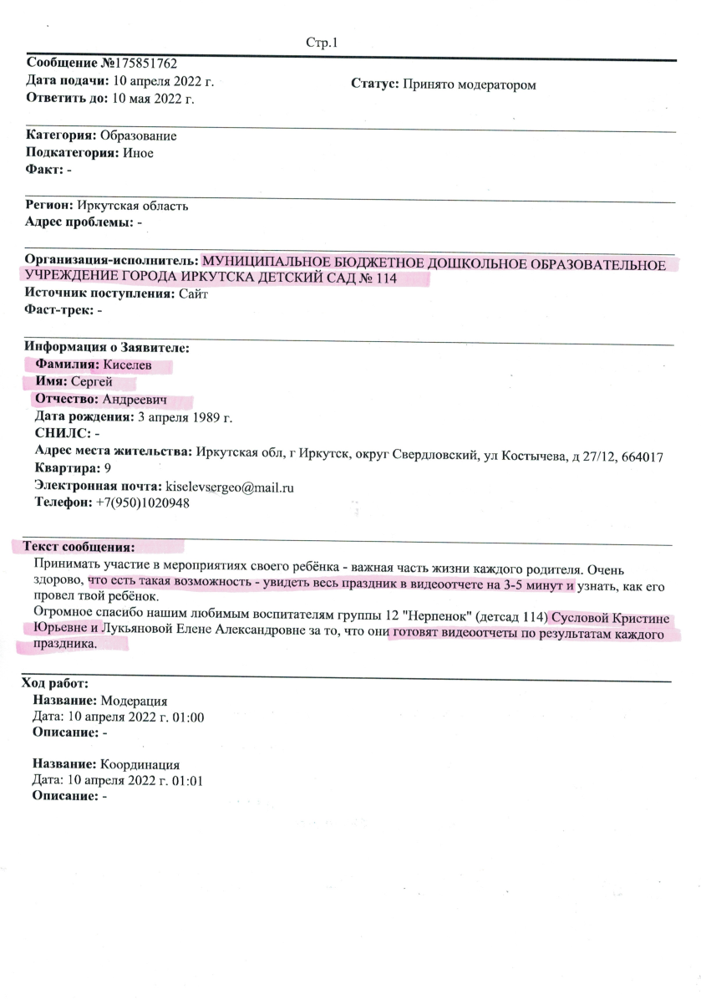 Стр.1
Сообщение №175851762
Дата подачи: 10 апреля 2022 г.
Статус: Принято модератором
Ответить до: 10 мая 2022 г.
Категория: Образование
Подкатегория: Иное
Факт: -
Регион: Иркутская область
Адрес проблемы: -
Организация-исполнитель: МУНИЦИПАЛЬНОЕ БЮДЖЕТНОЕ ДОШКОЛЬНОЕ ОБРАЗОВАТЕЛЬНОЕ
УЧРЕЖДЕНИЕ ГОРОДА ИРКУТСКА ДЕТСКИЙ САД № 114
Источник поступления: Сайт
Фаст-трек: -
Информация о Заявителе:
Фамилия: Киселев
Имя: Сергей
Отчество: Андреевич
Дата рождения: 3 апреля 1989 г.
СНИЛС: -
Адрес места жительства: Иркутская обл, г Иркутск, округ Свердловский, ул Костычева, д 27/12, 664017
Квартира: 9
Электронная почта: kiselevsergeo@mail.ru
Телефон: +7(950)1020948
Текст сообщения:
Принимать участие в мероприятиях своего ребёнка - важная часть жизни каждого родителя. Очень
здорово, что есть такая возможность - увидеть весь праздник в видеоотчете на 3-5 минут и узнать, как его
провел твой ребёнок.
Огромное спасибо нашим любимым воспитателям группы 12 "Нерпенок" (детсад 114) Сусловой Кристине
Юрьевне и Лукьяновой Елене Александровне за то, что они готовят видеоотчеты по результатам каждого
праздника.
Ход работ:
Название: Модерация
Дата: 10 апреля 2022 г. 01:00
Описание: -
Название: Координация
Дата: 10 апреля 2022 г. 01:01
Описание: -